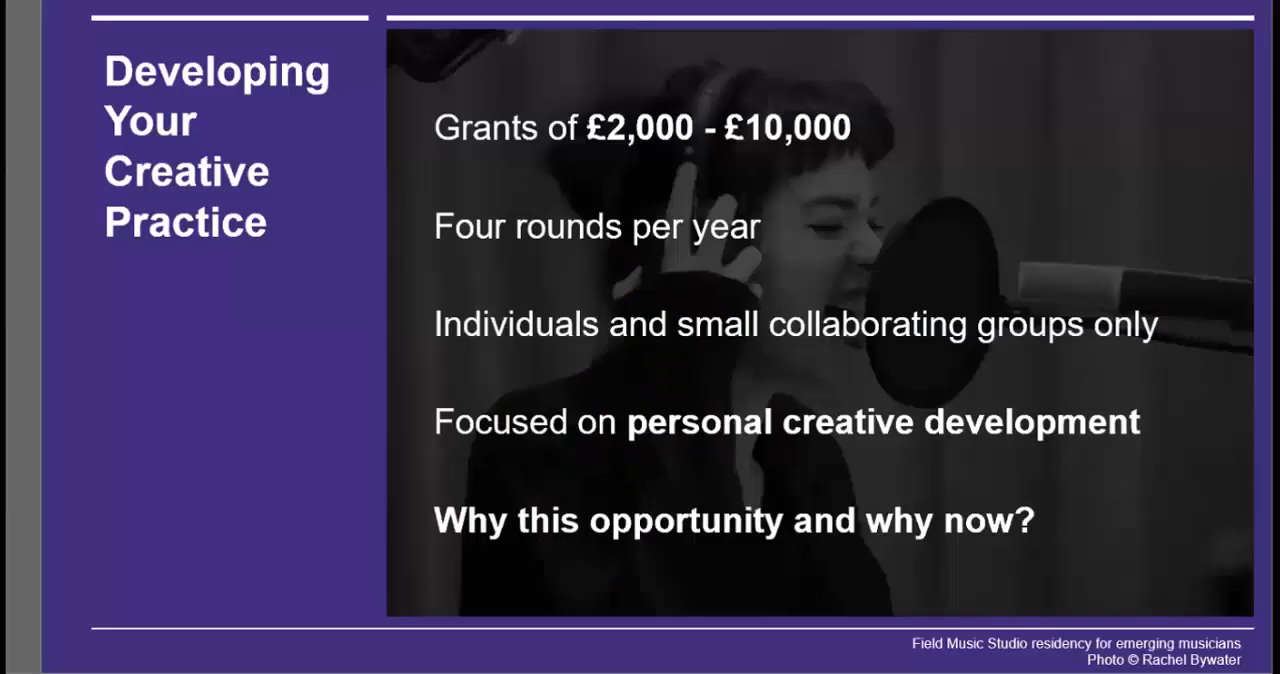 Developing
Your
Creative
Practice
Grants of £2,000 - £10,000
Four rounds per year
Individuals and small collaborating groups only
Focused on personal creative development
Why this opportunity and why now?
Field Music Studio residency for emerging musicians
Photo © Rachel Bywater